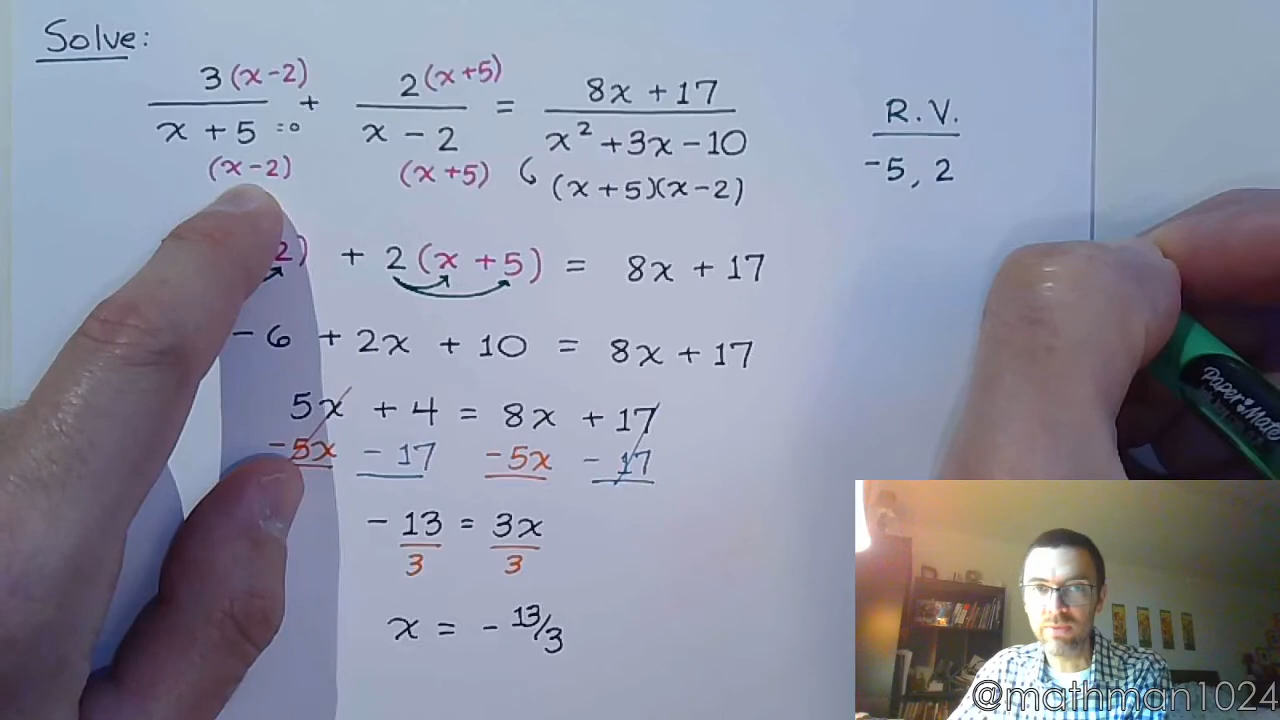 Solve:
3(x-2) + 2(x+5) = 8x + 17
x + 5 =0 x - 2 x² + 3x - 10
(x-2) (x+5) (x+5)(x-2)
R.V.
-5, 2
2) + 2(x+5) = 8x + 17
- 6 + 2x + 10 = 8x + 17
5x + 4 = 8x + 17
-5x - 17 -5x - 17
- 13 = 3x
3 3
x = - 13/3
Paper Mate
@mathman1024